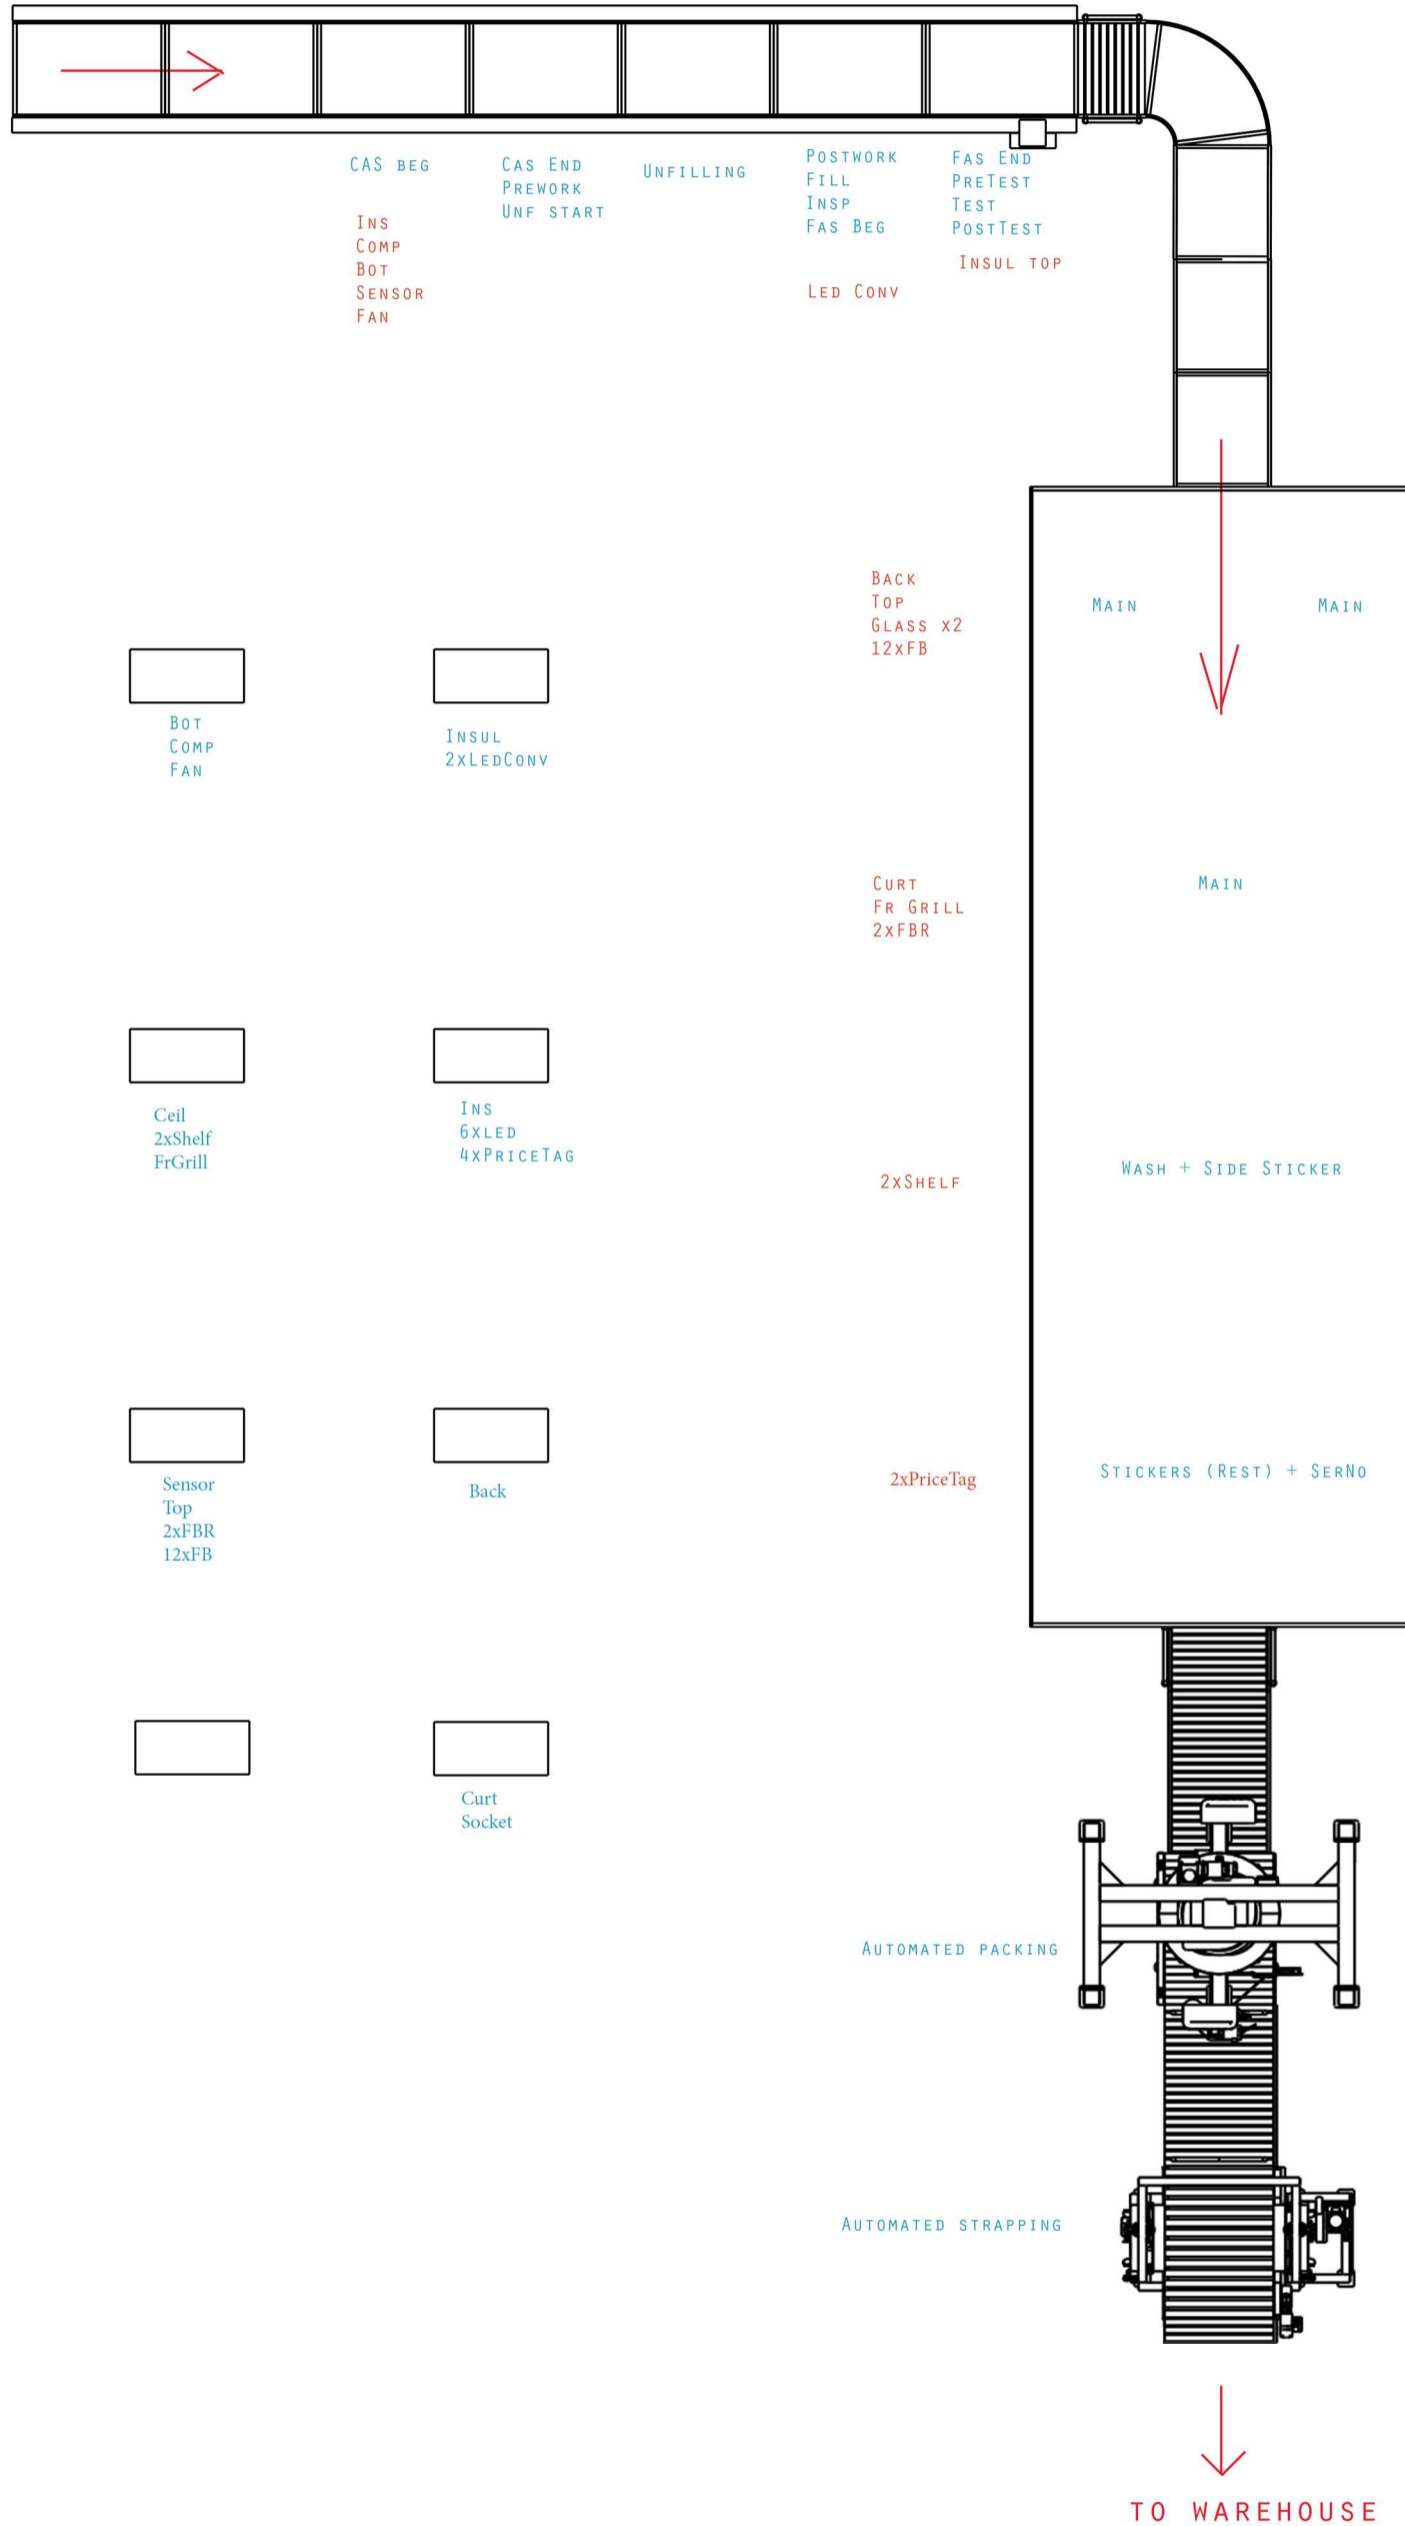 CAS beg
Ins
Comp
Bot
Sensor
Fan
Cas End
Prework
Unf start
Unfilling
Postwork
Fill
Insp
Fas Beg
Led Conv
Fas End
PreTest
Test
PostTest
Insul top
Back
Top
Glass x2
12xFB
Main
Main
Bot
Comp
Fan
Insul
2xLedConv
Curt
Fr Grill
2xFBR
Main
Ceil
2xShelf
FrGrill
Ins
6xled
4xPriceTag
2xShelf
Wash + Side Sticker
Sensor
Top
2xFBR
12xFB
Back
2xPriceTag
Stickers (Rest) + SerNo
Curt
Socket
Automated packing
Automated strapping
TO WAREHOUSE